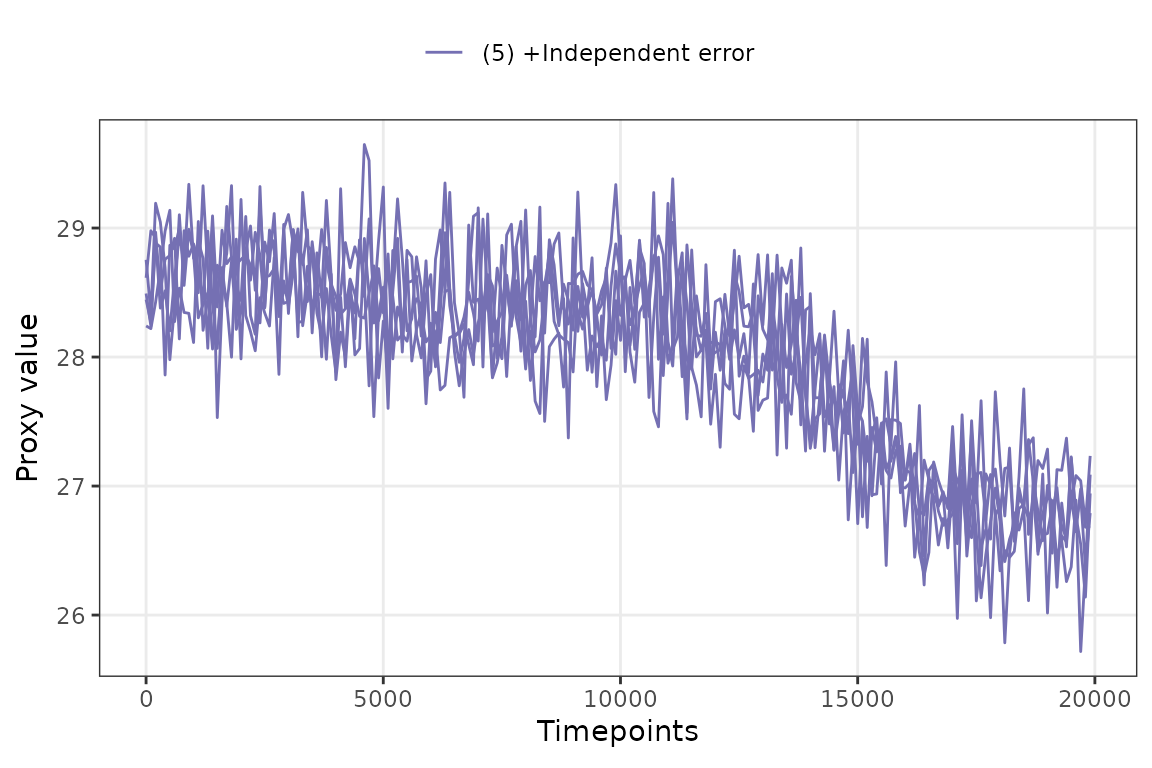 (5) +Independent error
29
28
27
26
Proxy value
0 5000 10000 15000 20000
Timepoints